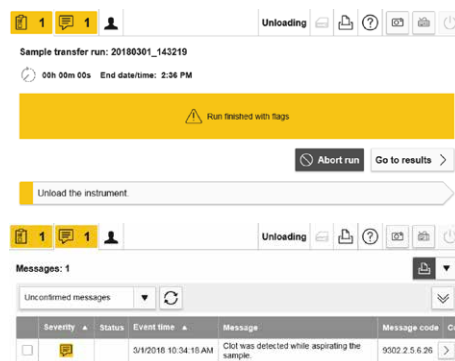 1 1 Unloading
Sample transfer run: 20180301_143219
00h 00m 00s End date/time: 2:36 PM
Run finished with flags
Abort run Go to results
Unload the instrument.
1 1 Unloading
Messages: 1
Unconfirmed messages
Severity Status Event time Message Message code
3/1/2018 10:34:18 AM Clot was detected while aspirating the 9302.2.5.6.26
sample.